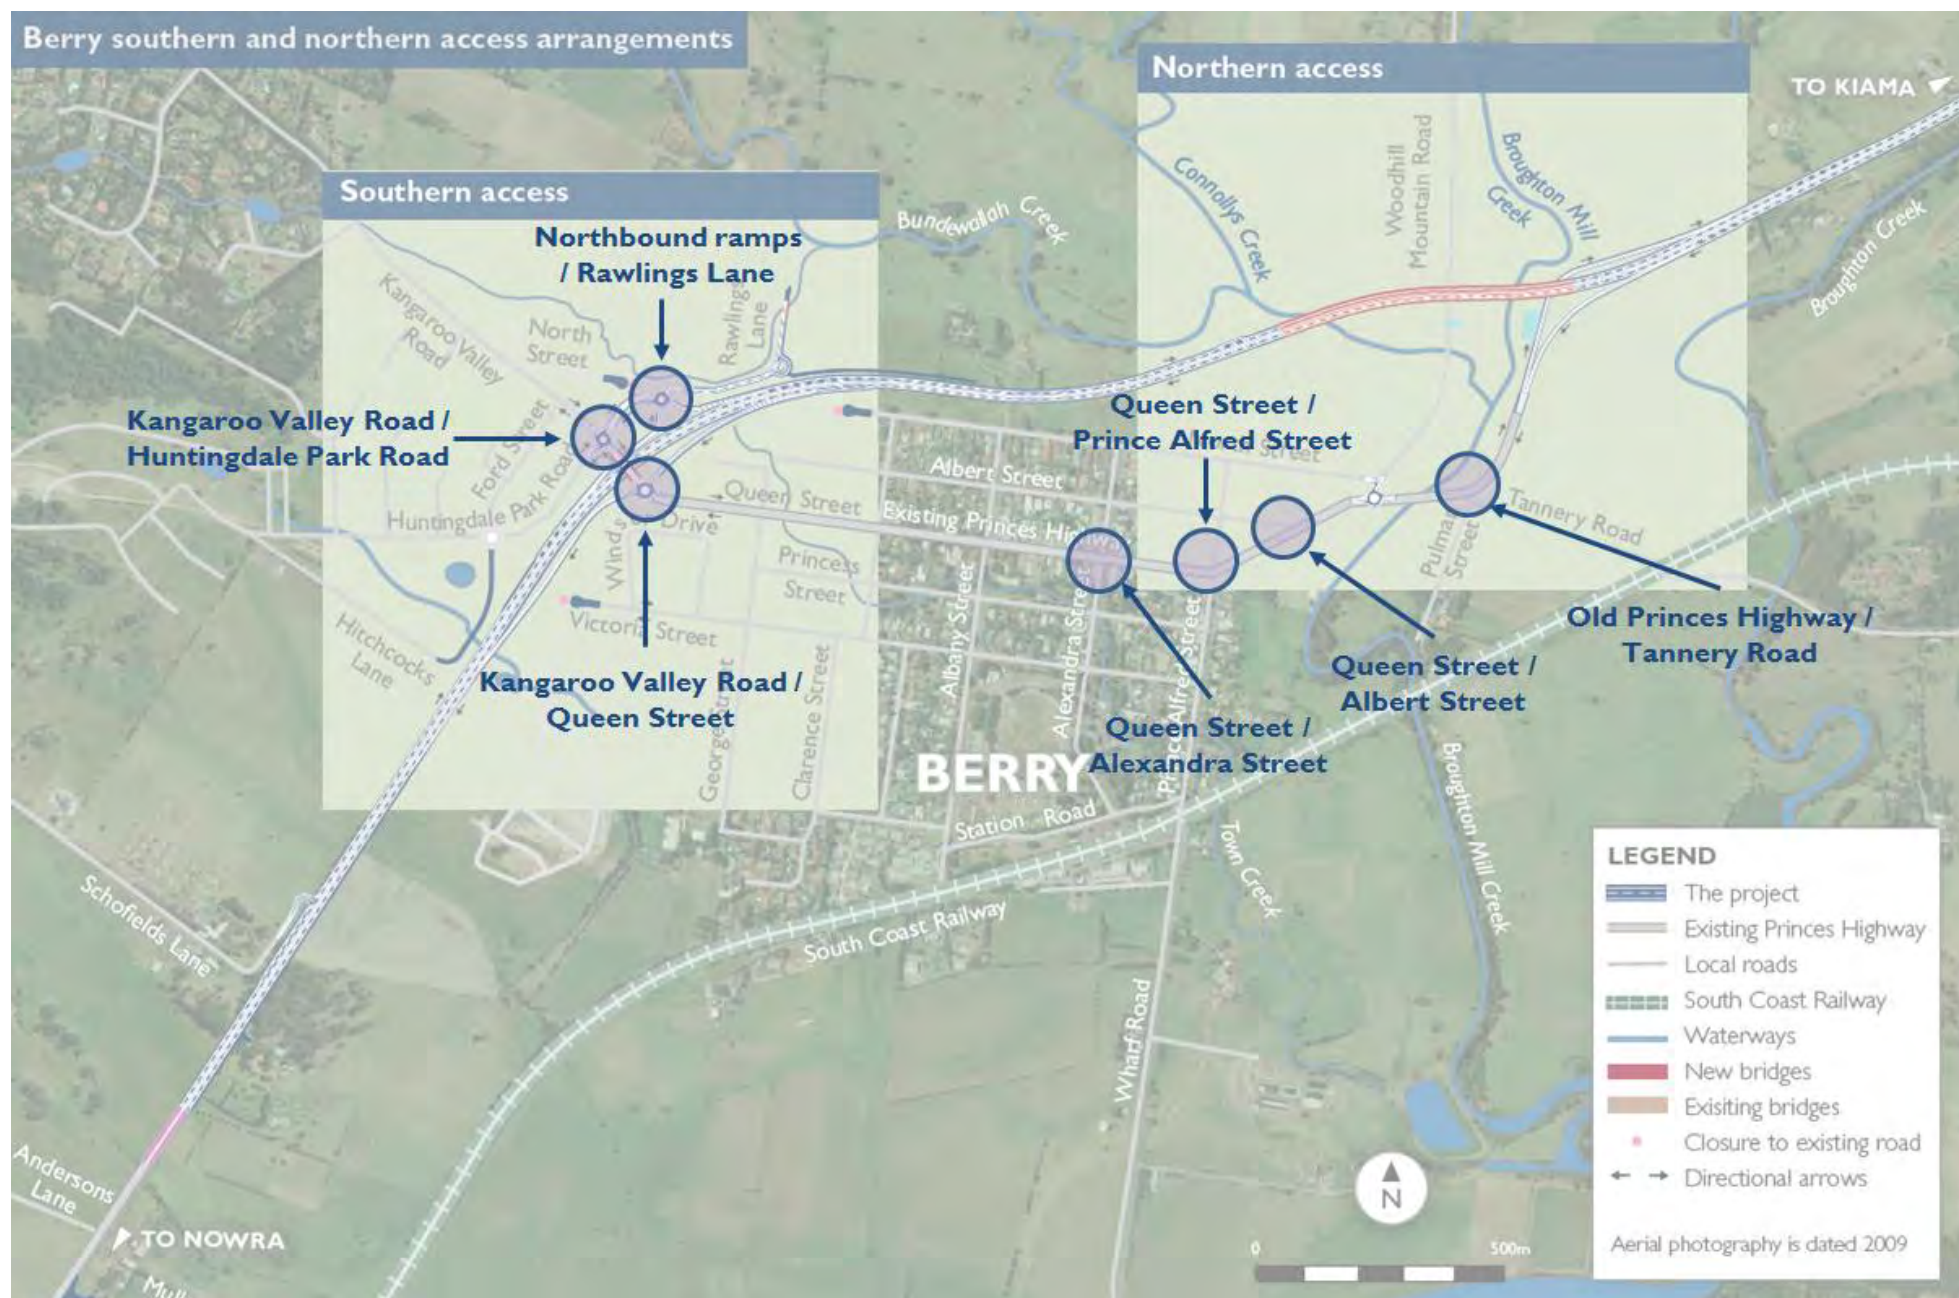 Berry southern and northern access arrangements
Northern access
TO KIAMA
Southern access
Northbound ramps
/ Rawlings Lane
Kangaroo Valley Road /
Huntingdale Park Road
Kangaroo Valley
Road
North
Street
Rawlings
Lane
Ford Street
Huntingdale Park Road
Bundewallah Creek
Connollys Creek
Woodhill
Mountain Road
Broughton Mill
Creek
Broughton Creek
Queen Street /
Prince Alfred Street
Street
Albert Street
Queen Street
Existing Princes Highway
Drive
Princess
Street
Victoria Street
Hitchcocks
Lane
Kangaroo Valley Road /
Queen Street
George Street
Clarence Street
Albany Street
Alexandra Street
Prince Alfred Street
Street
Tannery Road
Old Princes Highway /
Tannery Road
Queen Street /
Albert Street
Queen Street /
Alexandra Street
BERRY
Station Road
Town Creek
Broughton Mill Creek
South Coast Railway
Schofields Lane
Wharf Road
Andersons
Lane
TO NOWRA
N
0 500m
LEGEND
The project
Existing Princes Highway
Local roads
South Coast Railway
Waterways
New bridges
Exisiting bridges
Closure to existing road
Directional arrows
Aerial photography is dated 2009